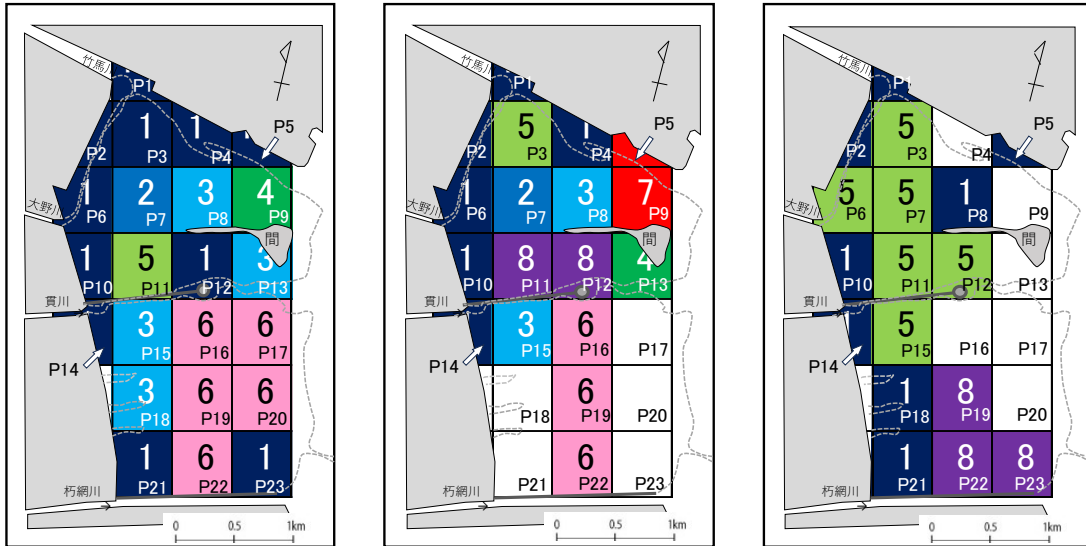 竹馬川
P1
P5
1 1
P2 P3 P4
1 2 3 4
P6 P7 P8 P9
大野川
間
1 5 1 3
P10 P11 P12 P13
貫川
3 6 6
P15 P16 P17
P14
3 6 6
P18 P19 P20
1 6 1
P21 P22 P23
朽網川
0 0.5 1km
竹馬川
P1
P5
5 1
P2 P3 P4
1 2 3 7
P6 P7 P8 P9
大野川
間
1 8 8 4
P10 P11 P12 P13
貫川
3 6
P15 P16 P17
P14
6
P18 P19 P20
6
P21 P22 P23
朽網川
0 0.5 1km
竹馬川
P1
P5
5
P2 P3 P4
5 5 1
P6 P7 P8 P9
大野川
間
1 5 5
P10 P11 P12 P13
貫川
5
P15 P16 P17
P14
1 8
P18 P19 P20
1 8 8
P21 P22 P23
朽網川
0 0.5 1km